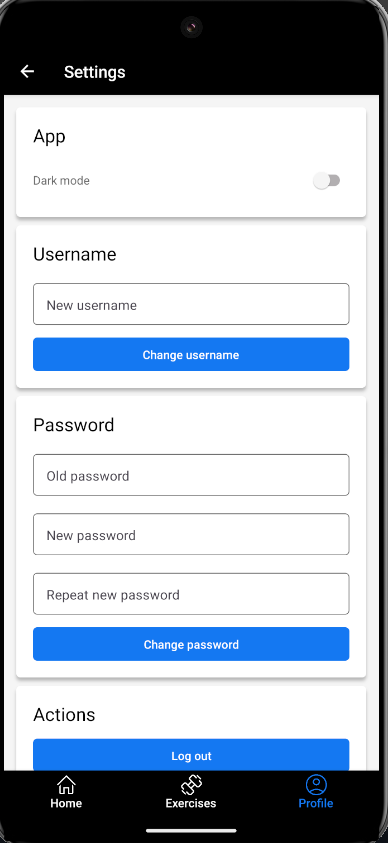 Settings
App
Dark mode
Username
New username
Change username
Password
Old password
New password
Repeat new password
Change password
Actions
Log out
Home
Exercises
Profile